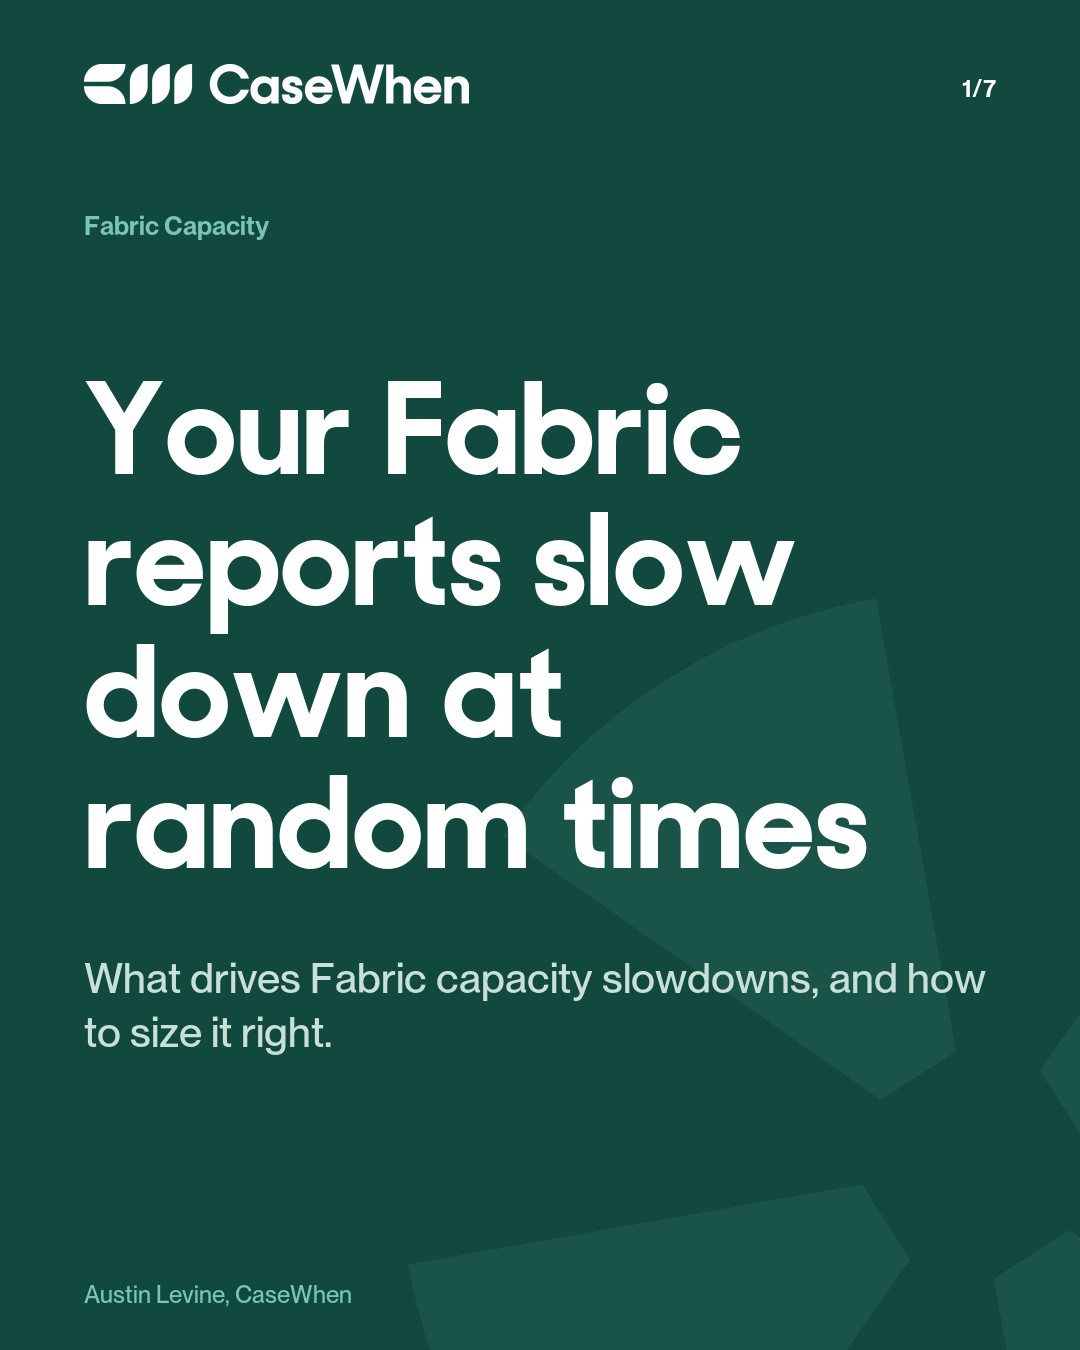 CaseWhen
1/7
Fabric Capacity
Your Fabric
reports slow
down at
random times
What drives Fabric capacity slowdowns, and how
to size it right.
Austin Levine, CaseWhen